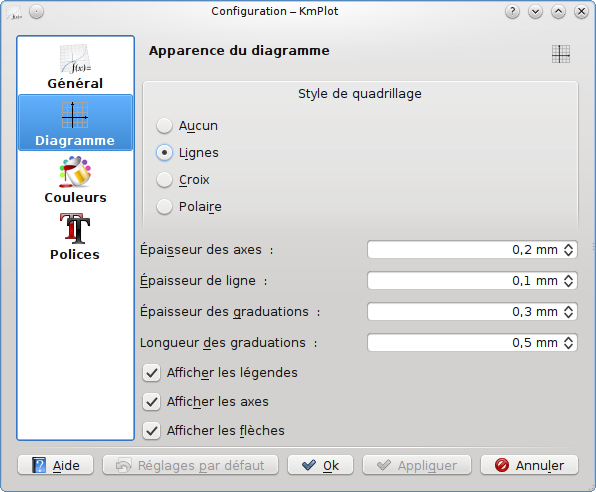 Configuration – KmPlot
Général
Diagramme
Couleurs
Polices
Apparence du diagramme
Style de quadrillage
Aucun
Lignes
Croix
Polaire
Épaisseur des axes : 0,2 mm
Épaisseur de ligne : 0,1 mm
Épaisseur des graduations : 0,3 mm
Longueur des graduations : 0,5 mm
Afficher les légendes
Afficher les axes
Afficher les flèches
Aide Réglages par défaut Ok Appliquer Annuler